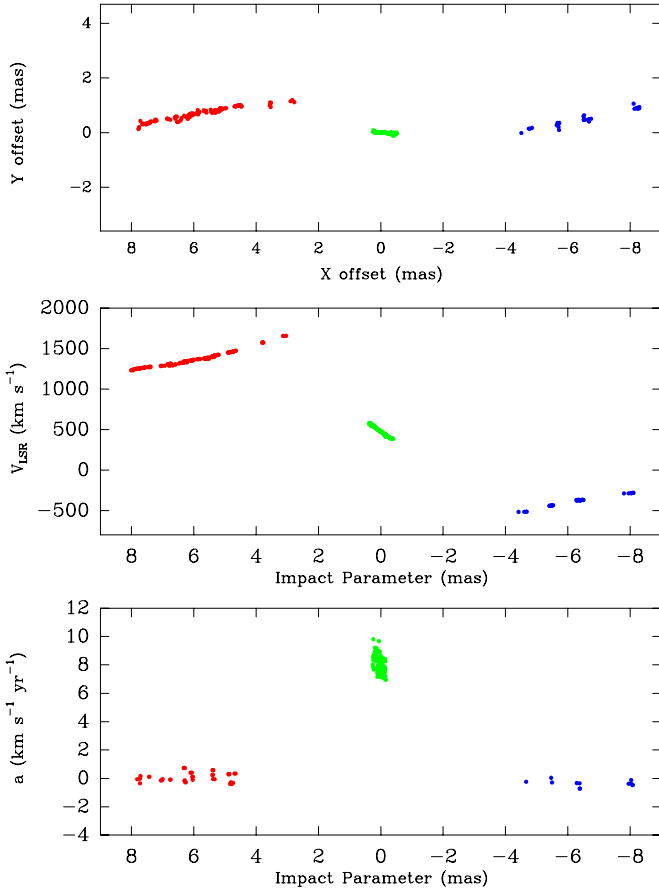 4
2
0
−2
Y offset (mas)
8 6 4 2 0 −2 −4 −6 −8
X offset (mas)
2000
1500
1000
500
0
−500
V_LSR (km s⁻¹)
8 6 4 2 0 −2 −4 −6 −8
Impact Parameter (mas)
12
10
8
6
4
2
0
−2
−4
a (km s⁻¹ yr⁻¹)
8 6 4 2 0 −2 −4 −6 −8
Impact Parameter (mas)